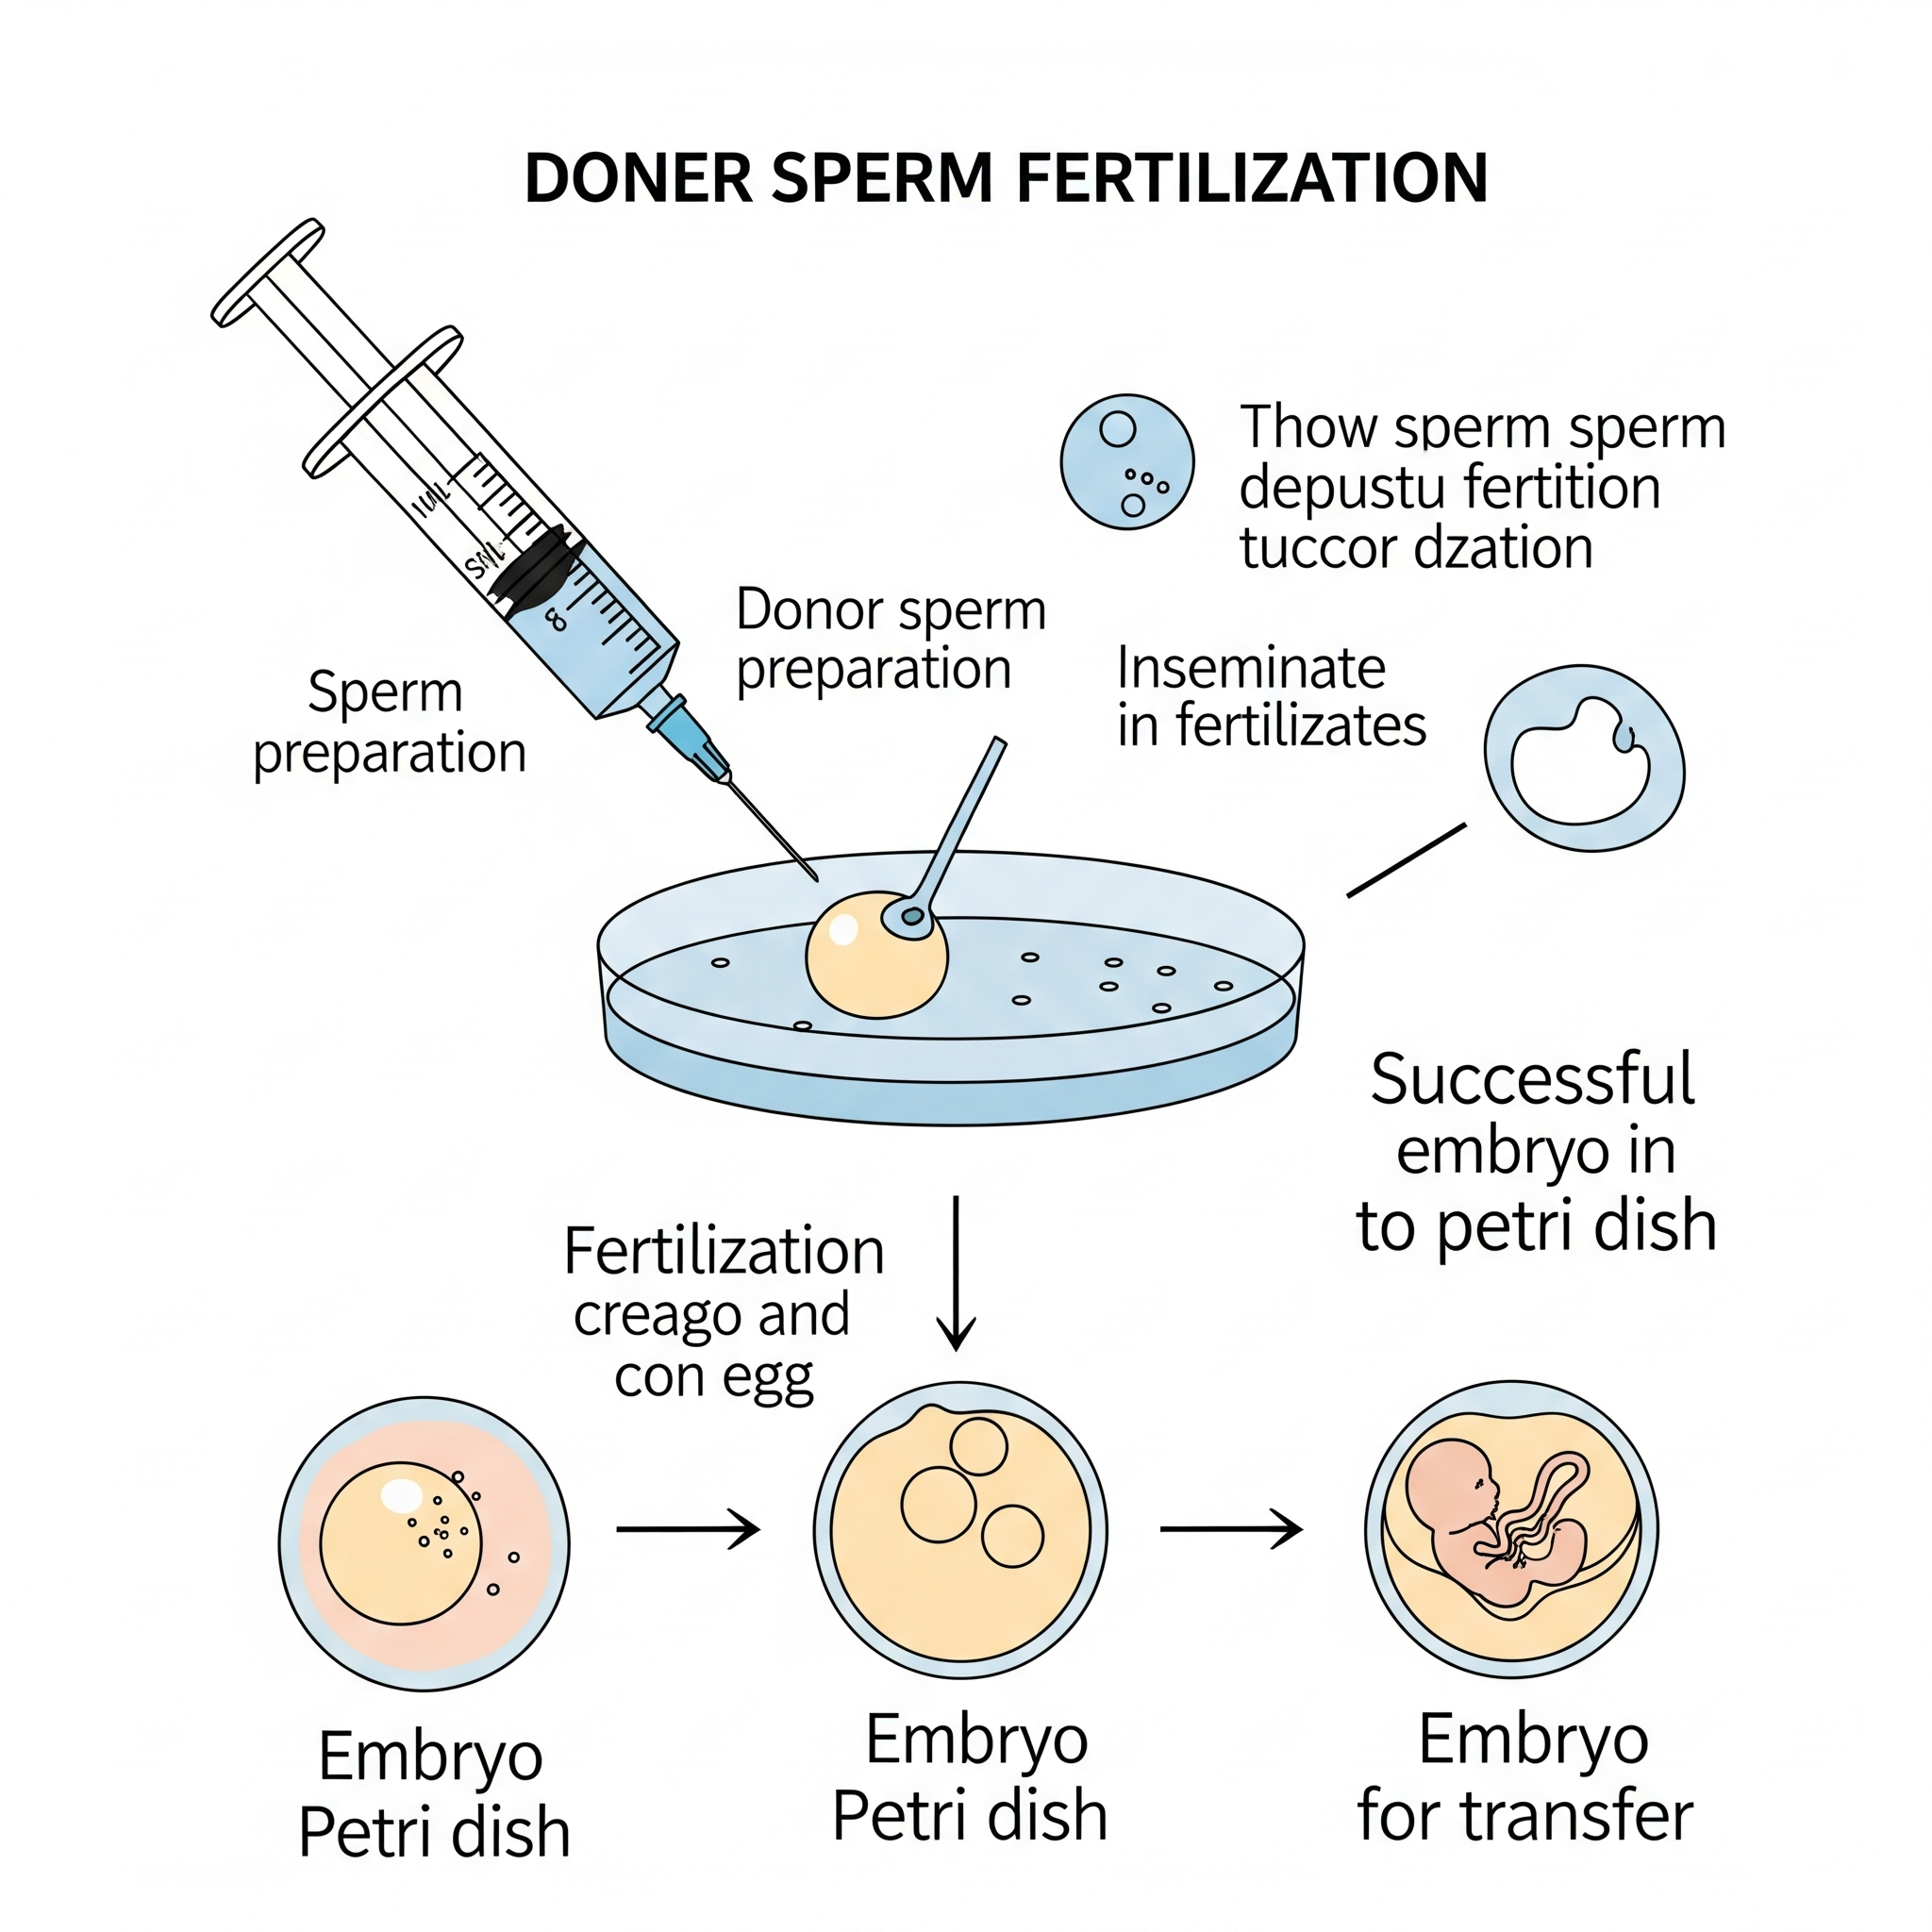 DONER SPERM FERTILIZATION
Thow sperm sperm
depustu fertition
tuccor dzation
Donor sperm
preparation
Inseminate
in fertilizates
Sperm
preparation
8
Successful
embryo in
to petri dish
Fertilization
creago and
con egg
Embryo
Petri dish
Embryo
Petri dish
Embryo
for transfer